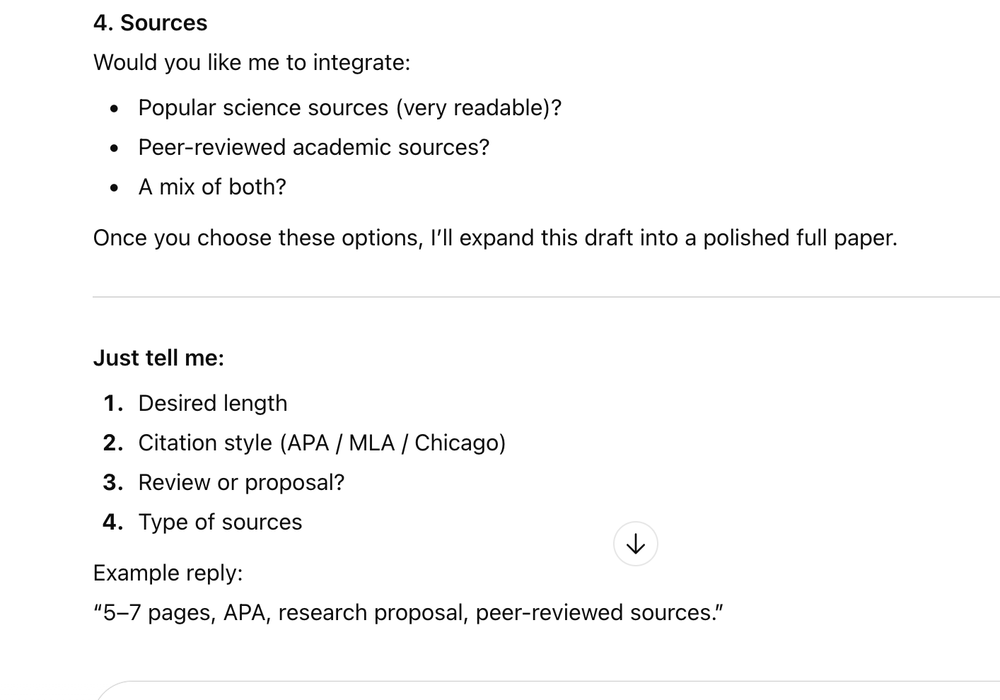 4. Sources
Would you like me to integrate:
• Popular science sources (very readable)?
• Peer-reviewed academic sources?
• A mix of both?
Once you choose these options, I’ll expand this draft into a polished full paper.
Just tell me:
1. Desired length
2. Citation style (APA / MLA / Chicago)
3. Review or proposal?
4. Type of sources
Example reply:
“5–7 pages, APA, research proposal, peer-reviewed sources.”